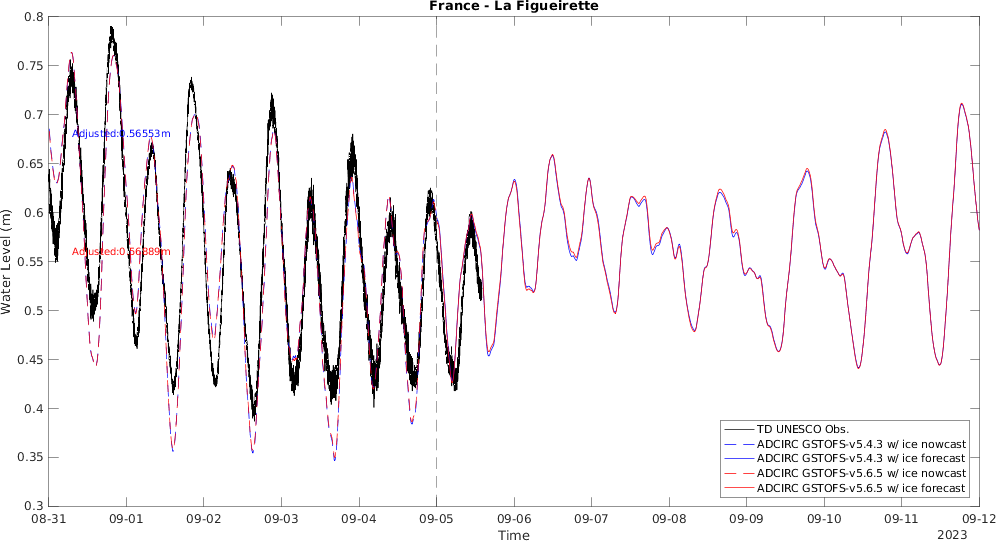 France - La Figueirette
0.8
0.75
0.7
0.65
0.6
0.55
0.5
0.45
0.4
0.35
0.3
Water Level (m)
Adjusted:0.56553m
Adjusted:0.56389m
TD UNESCO Obs.
ADCIRC GSTOFS-v5.4.3 w/ ice nowcast
ADCIRC GSTOFS-v5.4.3 w/ ice forecast
ADCIRC GSTOFS-v5.6.5 w/ ice nowcast
ADCIRC GSTOFS-v5.6.5 w/ ice forecast
08-31 09-01 09-02 09-03 09-04 09-05 09-06 09-07 09-08 09-09 09-10 09-11 09-12
Time
2023